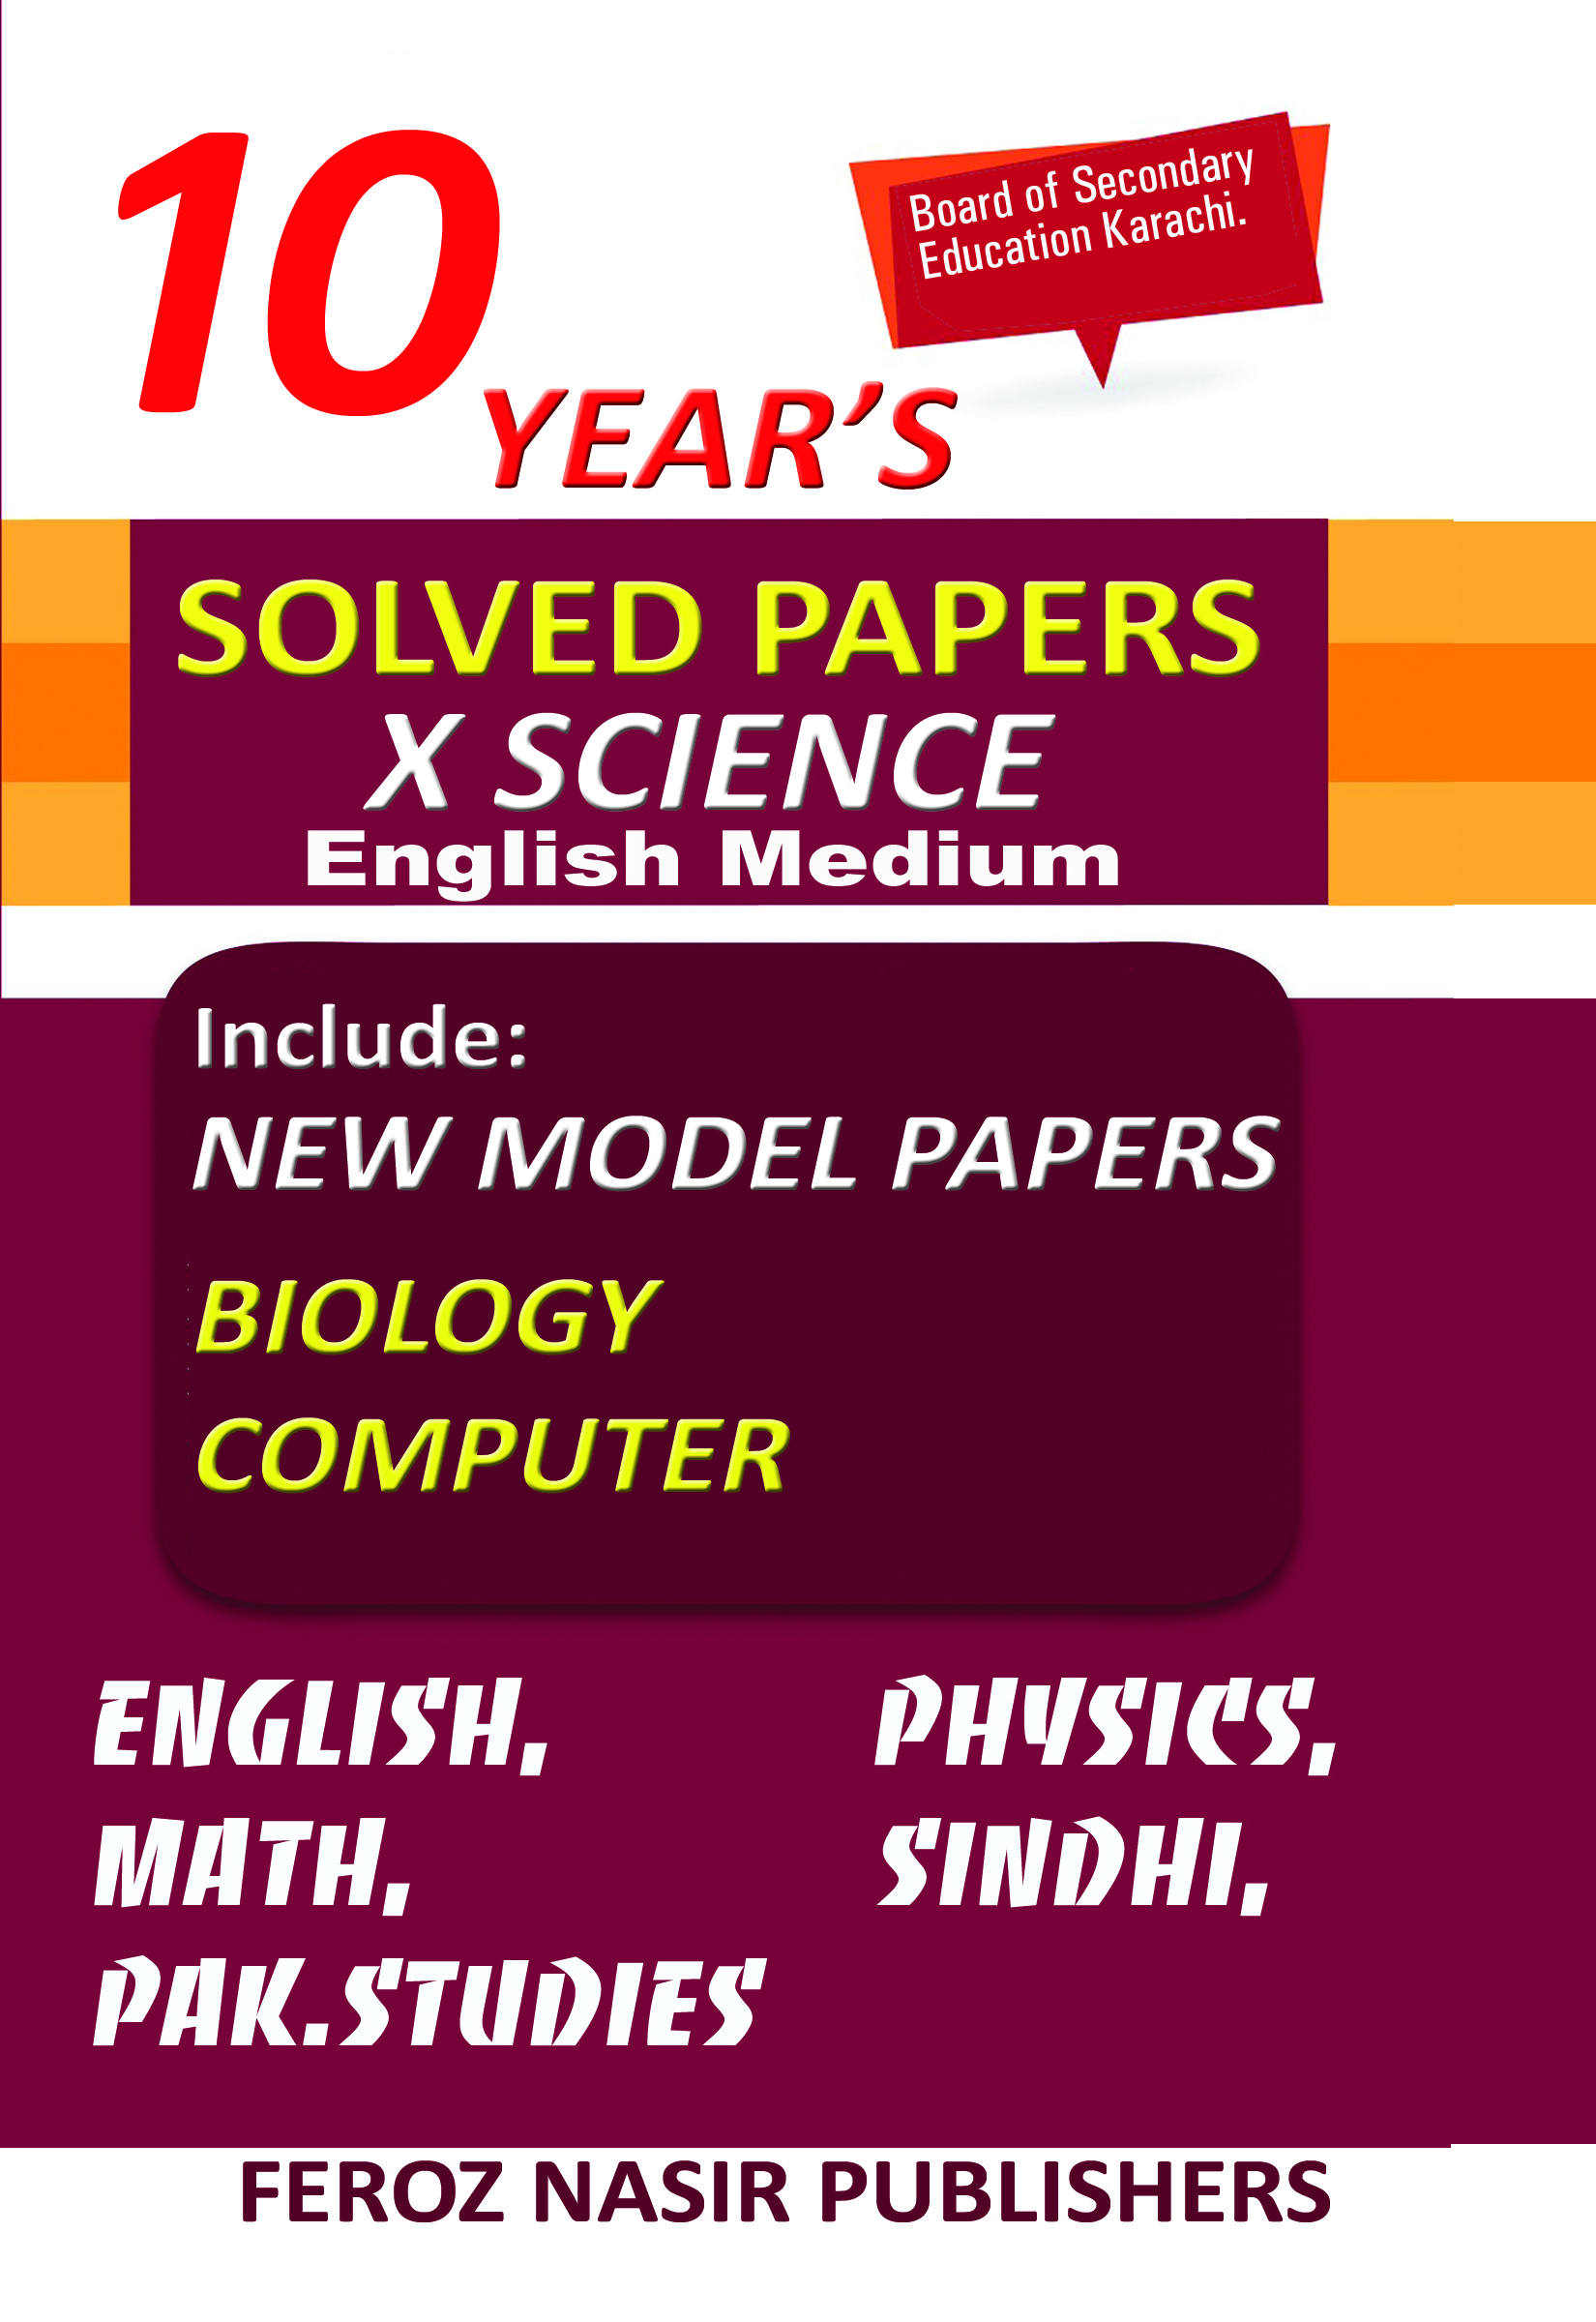 10
Board of Secondary
Education Karachi.
YEAR'S
SOLVED PAPERS
X SCIENCE
English Medium
Include:
NEW MODEL PAPERS
BIOLOGY
COMPUTER
ENGLISH, PHYSICS,
MATH, SINDHI,
PAK.STUDIES
FEROZ NASIR PUBLISHERS